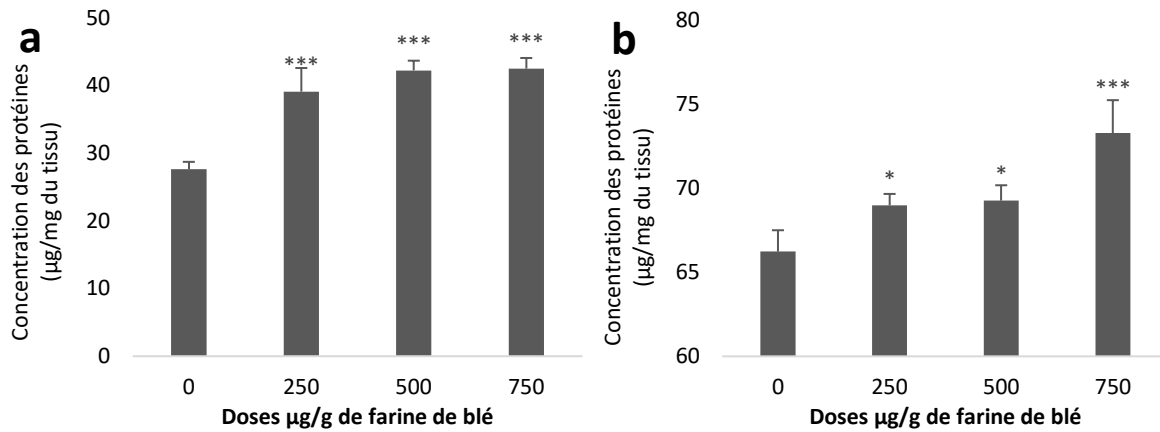 a
Concentration des protéines
(µg/mg du tissu)
50
40
30
20
10
0
***
***
***
0 250 500 750
Doses µg/g de farine de blé
b
Concentration des protéines
(µg/mg du tissu)
80
75
70
65
60
*
*
***
0 250 500 750
Doses µg/g de farine de blé